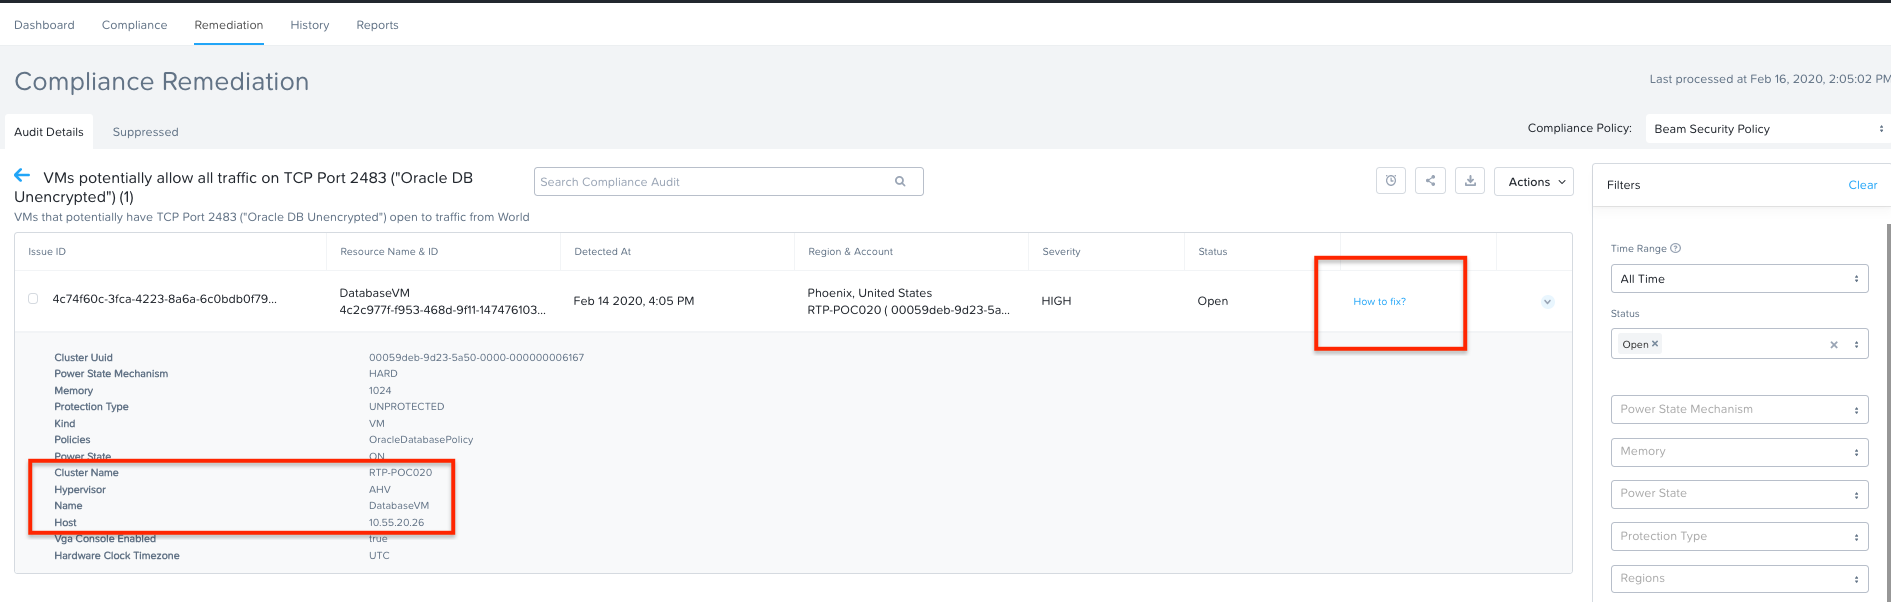 Dashboard Compliance Remediation History Reports
Compliance Remediation
Last processed at Feb 16, 2020, 2:05:02 PM
Audit Details Suppressed
Compliance Policy: Beam Security Policy
VMs potentially allow all traffic on TCP Port 2483 ("Oracle DB
Unencrypted") (1)
VMs that potentially have TCP Port 2483 ("Oracle DB Unencrypted") open to traffic from World
Search Compliance Audit
Actions
Issue ID Resource Name & ID Detected At Region & Account Severity Status
4c74f60c-3fca-4223-8a6a-6c0bdb0f79...
DatabaseVM
4c2c977f-f953-468d-9f11-147476103...
Feb 14 2020, 4:05 PM
Phoenix, United States
RTP-POC020 ( 00059deb-9d23-5a...
HIGH
Open
How to fix?
Cluster Uuid 00059deb-9d23-5a50-0000-000000006167
Power State Mechanism HARD
Memory 1024
Protection Type UNPROTECTED
Kind VM
Policies OracleDatabasePolicy
Power State ON
Cluster Name RTP-POC020
Hypervisor AHV
Name DatabaseVM
Host 10.55.20.26
Vga Console Enabled true
Hardware Clock Timezone UTC
Filters Clear
Time Range
All Time
Status
Open
Power State Mechanism
Memory
Power State
Protection Type
Regions